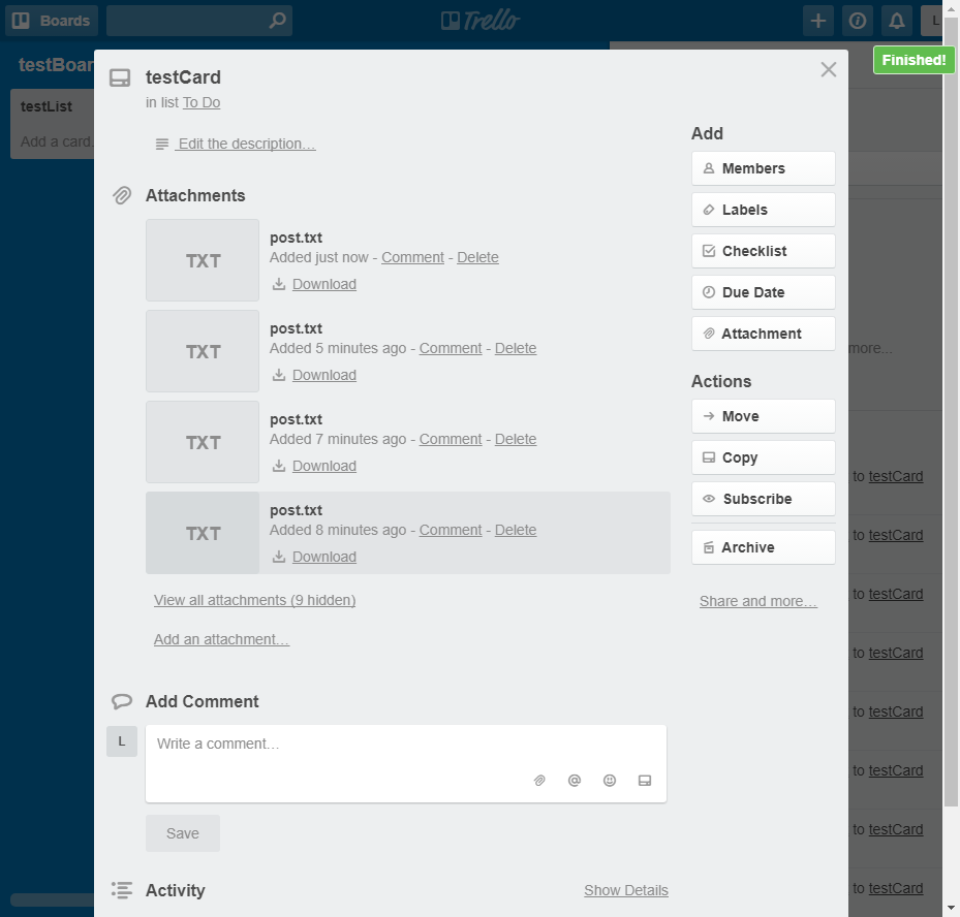 Boards
Trello
L
Finished!
testBoar
testList
Add a card.
testCard
in list To Do
Edit the description…
Attachments
TXT
post.txt
Added just now - Comment - Delete
Download
TXT
post.txt
Added 5 minutes ago - Comment - Delete
Download
TXT
post.txt
Added 7 minutes ago - Comment - Delete
Download
TXT
post.txt
Added 8 minutes ago - Comment - Delete
Download
View all attachments (9 hidden)
Add an attachment…
Add Comment
L
Write a comment…
Save
Activity
Show Details
Add
Members
Labels
Checklist
Due Date
Attachment
Actions
Move
Copy
Subscribe
Archive
Share and more…
more...
to testCard
to testCard
to testCard
to testCard
to testCard
to testCard
to testCard
to testCard